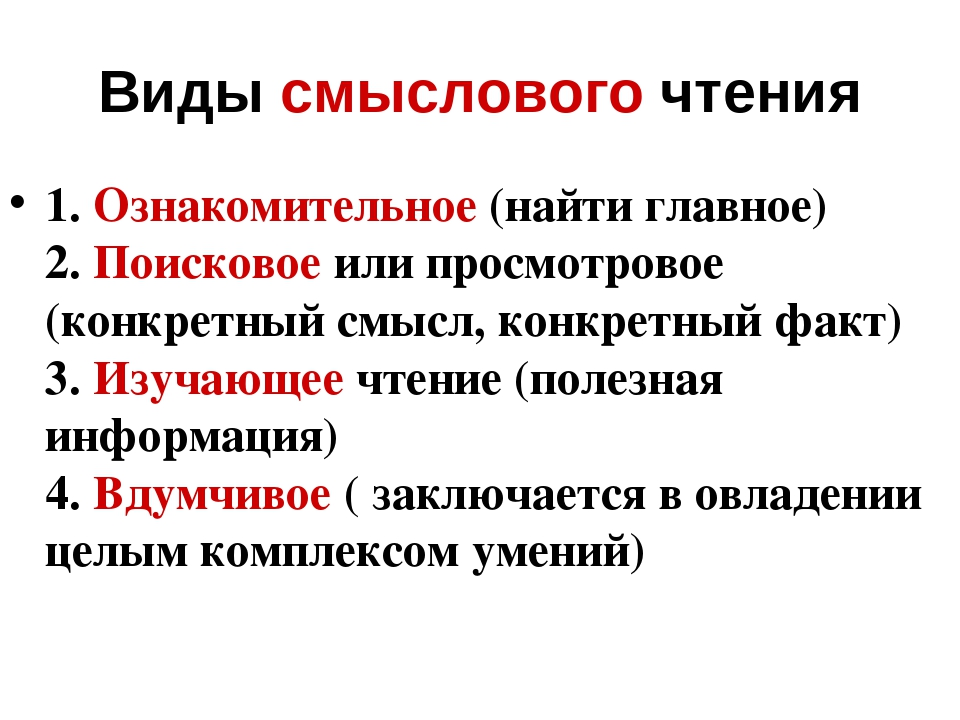 Виды смыслового чтения
• 1. Ознакомительное (найти главное)
2. Поисковое или просмотровое
(конкретный смысл, конкретный факт)
3. Изучающее чтение (полезная
информация)
4. Вдумчивое ( заключается в овладении
целым комплексом умений)